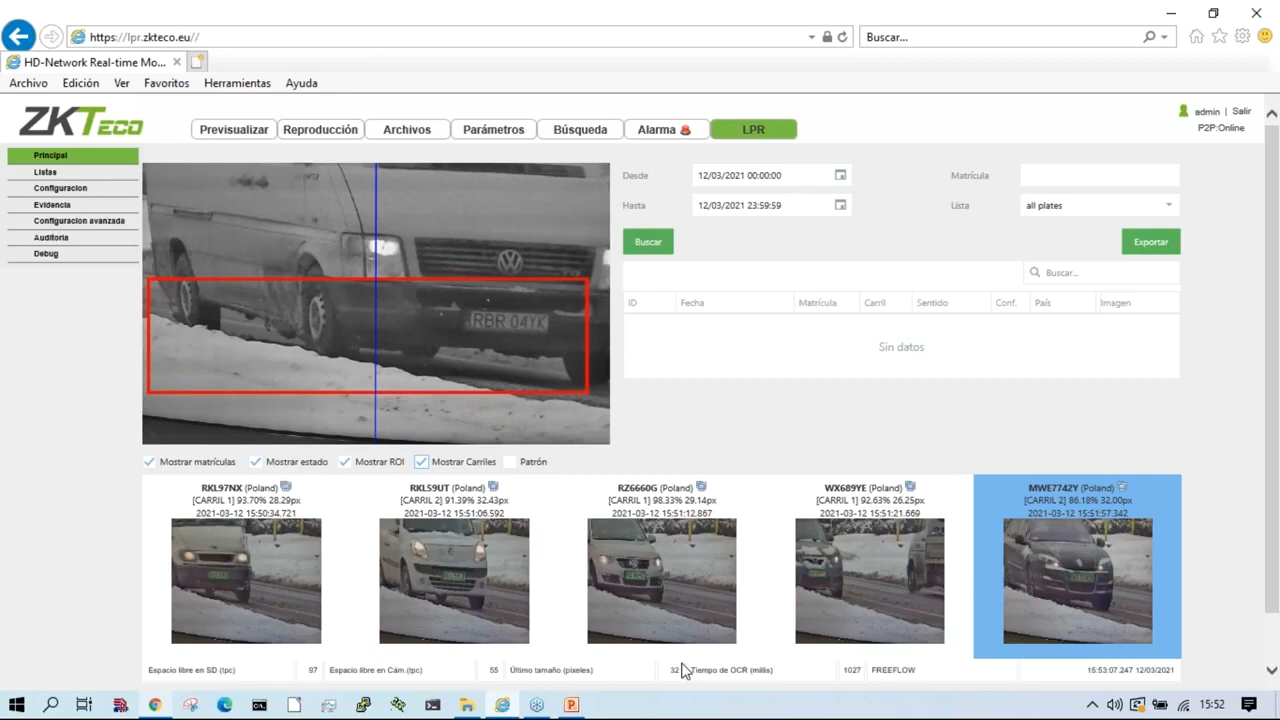 https://lpr.zkteco.eu//
Buscar...
HD-Network Real-time Mo...
Archivo Edición Ver Favoritos Herramientas Ayuda
ZKTeco
Previsualizar Reproducción Archivos Parámetros Búsqueda Alarma LPR
admin | Salir
P2P:Online
Principal
Listas
Configuracion
Evidencia
Configuracion avanzada
Auditoria
Debug
RBR 04YK
Desde 12/03/2021 00:00:00 Matrícula
Hasta 12/03/2021 23:59:59 Lista all plates
Buscar Exportar
Buscar...
ID Fecha Matrícula Carril Sentido Conf. País Imagen
Sin datos
Mostrar matrículas Mostrar estado Mostrar ROI Mostrar Carriles Patrón
RKL97NX (Poland)
[CARRIL 1] 93.70% 28.29px
2021-03-12 15:50:34.721
RKL59UT (Poland)
[CARRIL 2] 91.39% 32.43px
2021-03-12 15:51:06.592
RZ6660G (Poland)
[CARRIL 1] 98.33% 29.14px
2021-03-12 15:51:12.867
WX689YE (Poland)
[CARRIL 1] 92.63% 26.25px
2021-03-12 15:51:21.669
MWE7742Y (Poland)
[CARRIL 2] 86.18% 32.00px
2021-03-12 15:51:57.342
Espacio libre en SD (tpc) 97 Espacio libre en Cám.(tpc) 55 Último tamaño (píxeles) 32 Tiempo de OCR (millis) 1027 FREEFLOW 15:53:07.247 12/03/2021
15:52